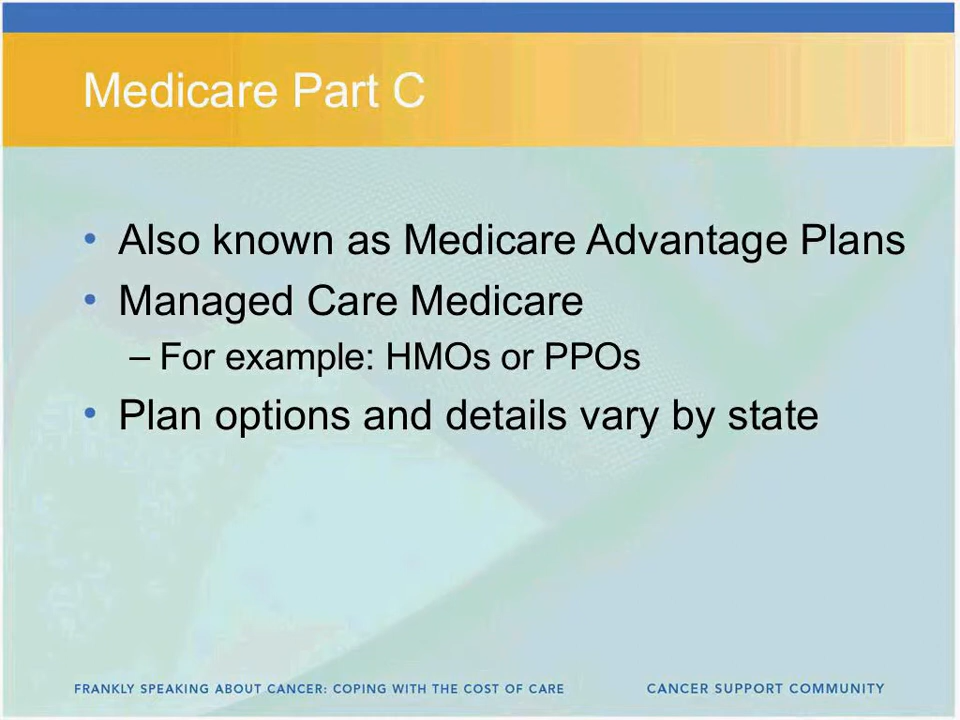 Medicare Part C
• Also known as Medicare Advantage Plans
• Managed Care Medicare
– For example: HMOs or PPOs
• Plan options and details vary by state
FRANKLY SPEAKING ABOUT CANCER: COPING WITH THE COST OF CARE CANCER SUPPORT COMMUNITY